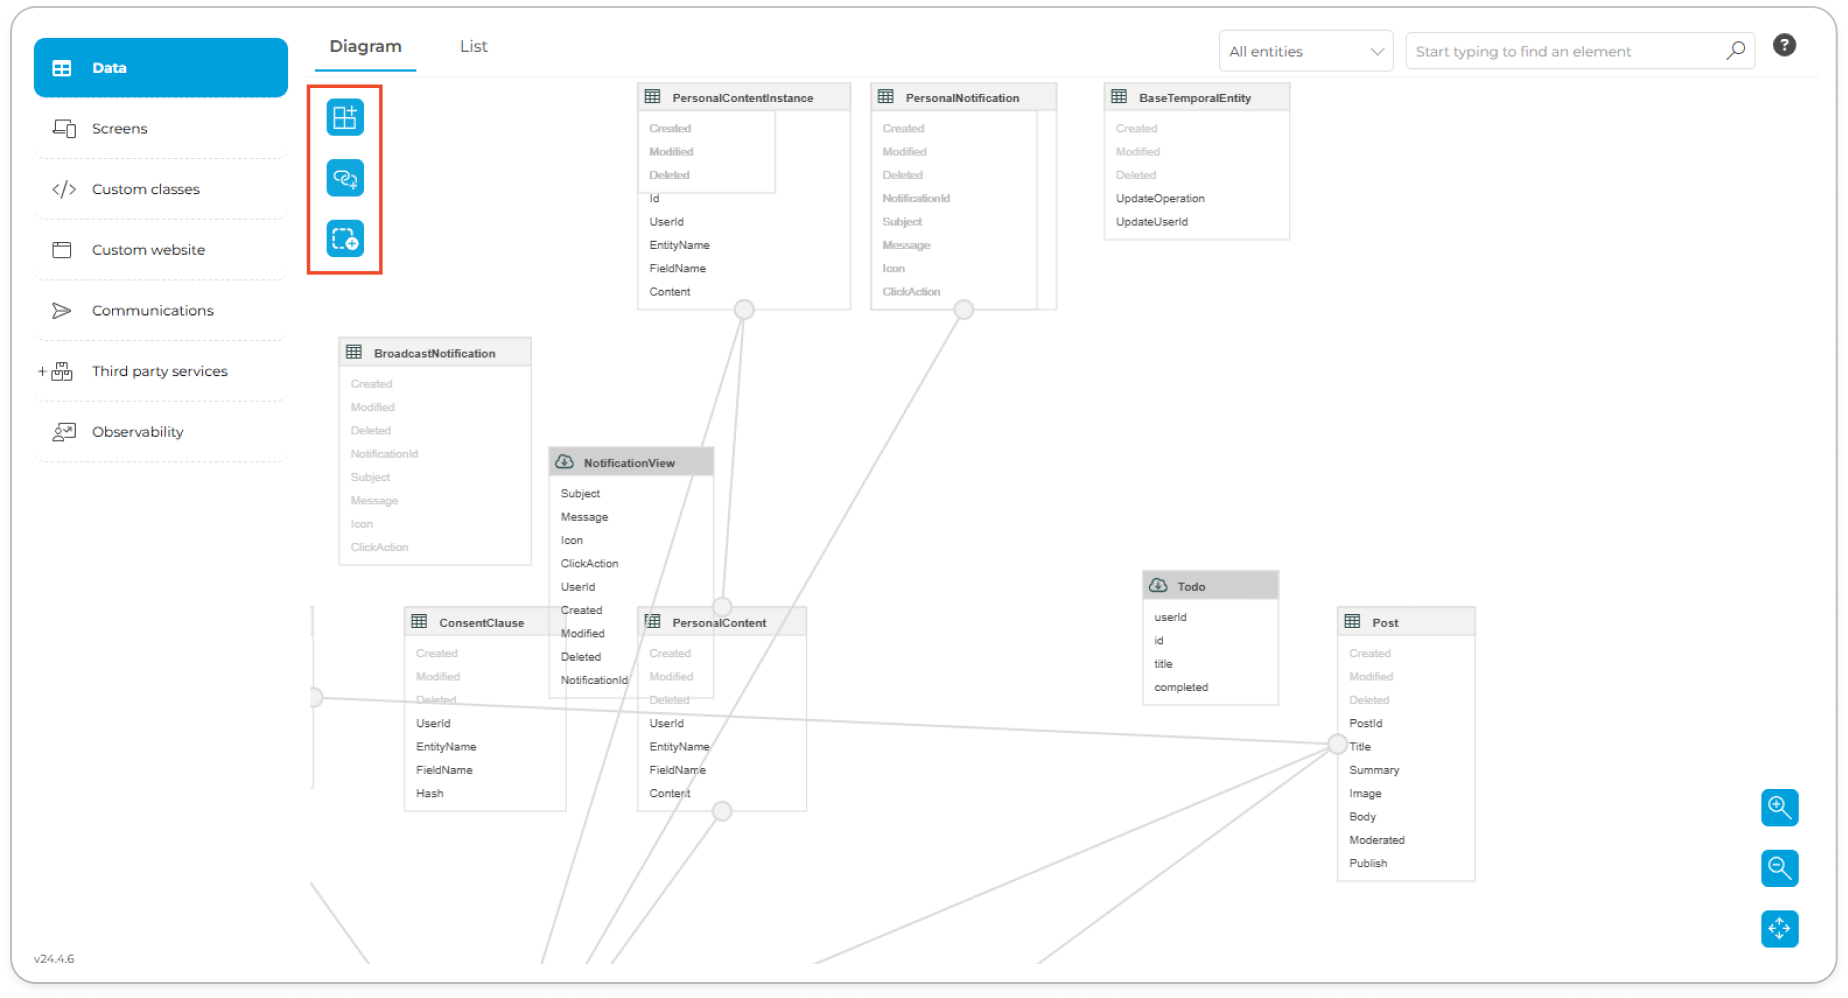 Data
Screens
Custom classes
Custom website
Communications
Third party services
Observability
v24.4.6
Diagram
List
All entities
Start typing to find an element
?
PersonalContentInstance
Created
Modified
Deleted
Id
UserId
EntityName
FieldName
Content
PersonalNotification
Created
Modified
Deleted
NotificationId
Subject
Message
Icon
ClickAction
BaseTemporalEntity
Created
Modified
Deleted
UpdateOperation
UpdateUserId
BroadcastNotification
Created
Modified
Deleted
NotificationId
Subject
Message
Icon
ClickAction
NotificationView
Subject
Message
Icon
ClickAction
UserId
Created
Modified
Deleted
NotificationId
ConsentClause
Created
Modified
Deleted
UserId
EntityName
FieldName
Hash
PersonalContent
Created
Modified
Deleted
UserId
EntityName
FieldName
Content
Todo
userId
id
title
completed
Post
Created
Modified
Deleted
PostId
Title
Summary
Image
Body
Moderated
Publish